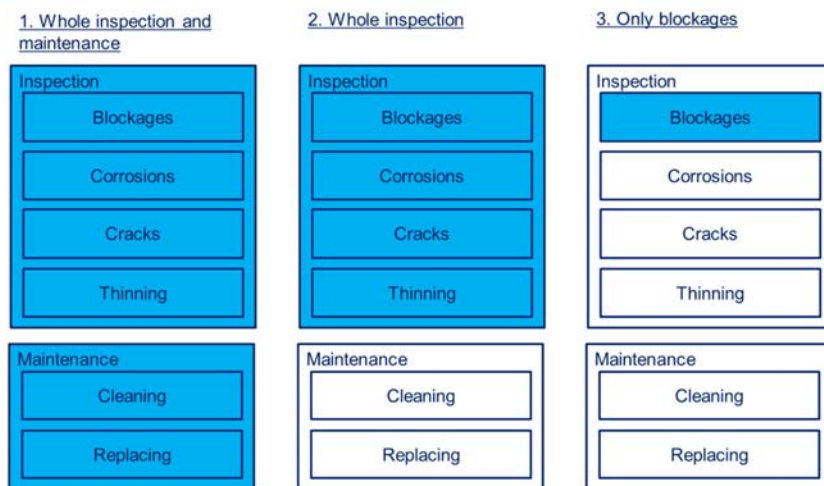 1. Whole inspection and
maintenance
Inspection
Blockages
Corrosions
Cracks
Thinning
Maintenance
Cleaning
Replacing
2. Whole inspection
Inspection
Blockages
Corrosions
Cracks
Thinning
Maintenance
Cleaning
Replacing
3. Only blockages
Inspection
Blockages
Corrosions
Cracks
Thinning
Maintenance
Cleaning
Replacing